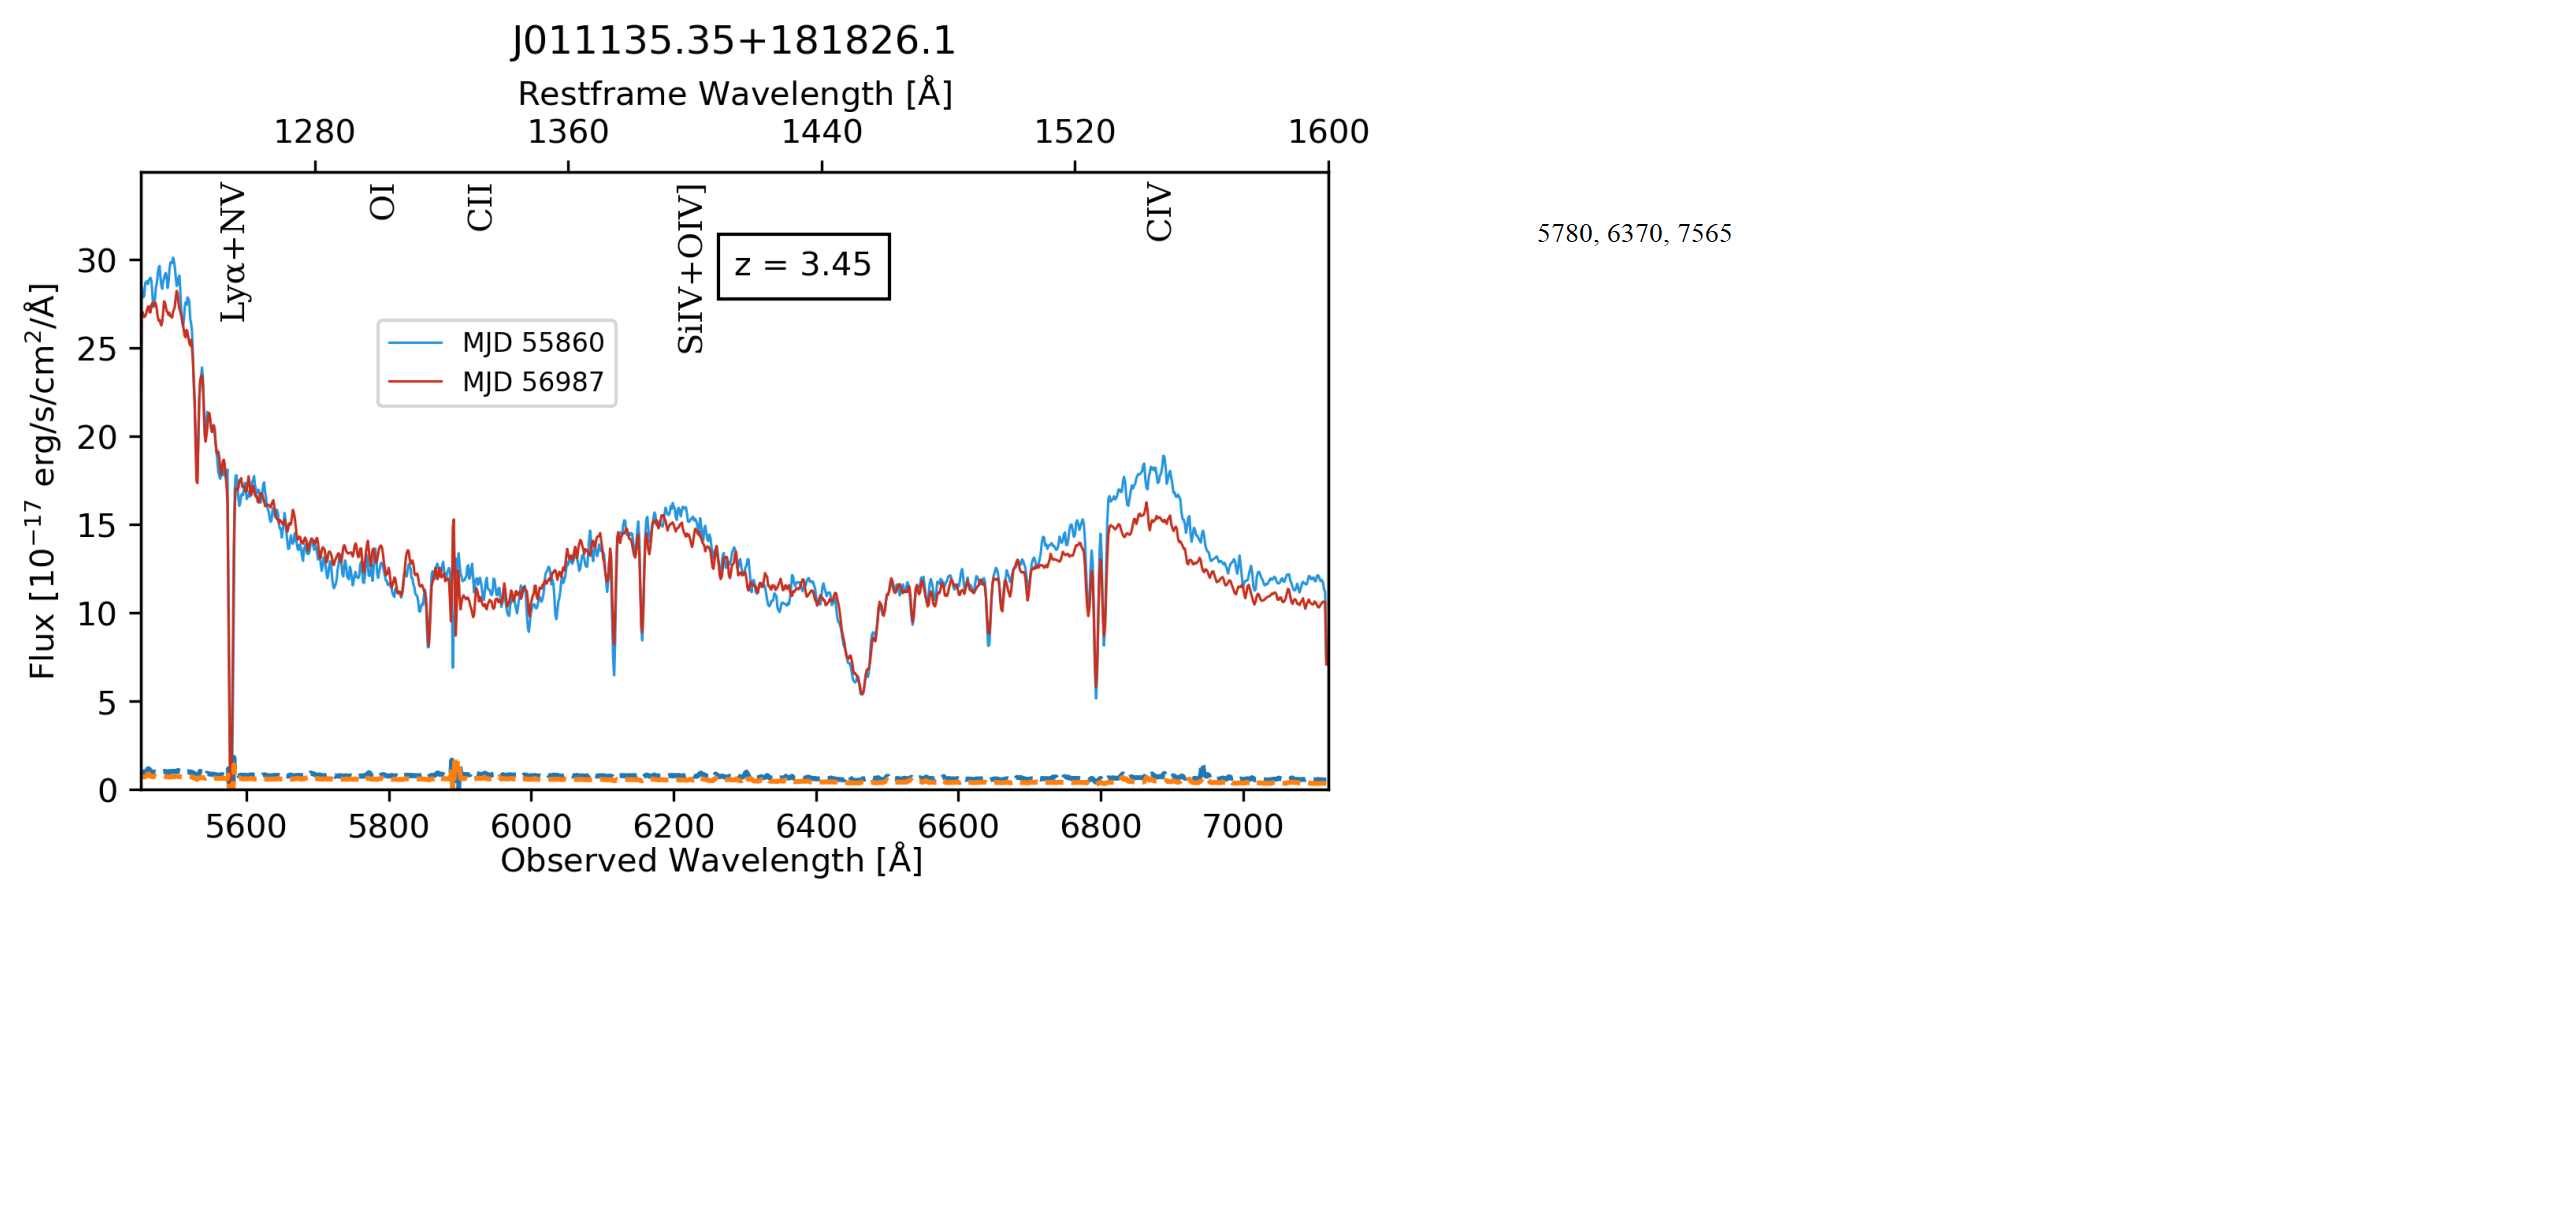 J011135.35+181826.1
Restframe Wavelength [Å]
1280 1360 1440 1520 1600
Lyα+NV OI CII SiIV+OIV] CIV
5780, 6370, 7565
z = 3.45
MJD 55860
MJD 56987
Flux [10⁻¹⁷ erg/s/cm²/Å]
30
25
20
15
10
5
0
5600 5800 6000 6200 6400 6600 6800 7000
Observed Wavelength [Å]